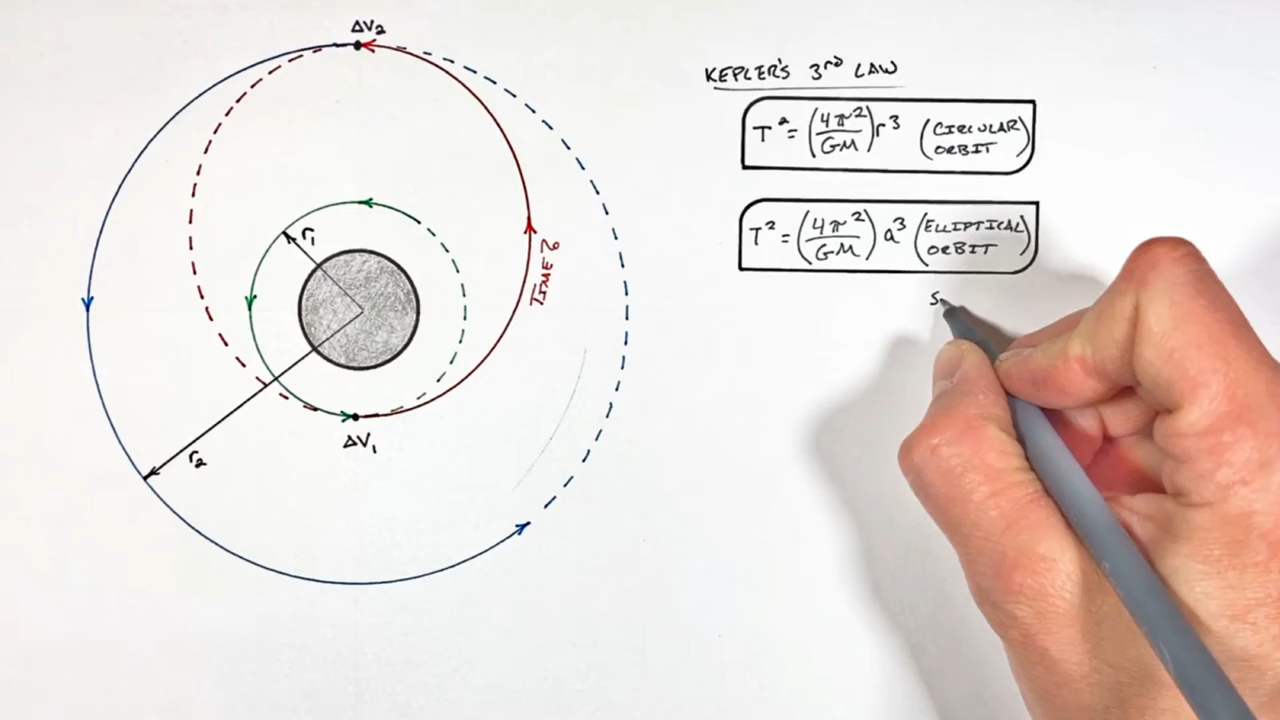 ΔV₂
r₁
TIME?
ΔV₁
r₂
KEPLER'S 3ʳᵈ LAW
T² = (4π²/GM) r³ (CIRCULAR ORBIT)
T² = (4π²/GM) a³ (ELLIPTICAL ORBIT)
S